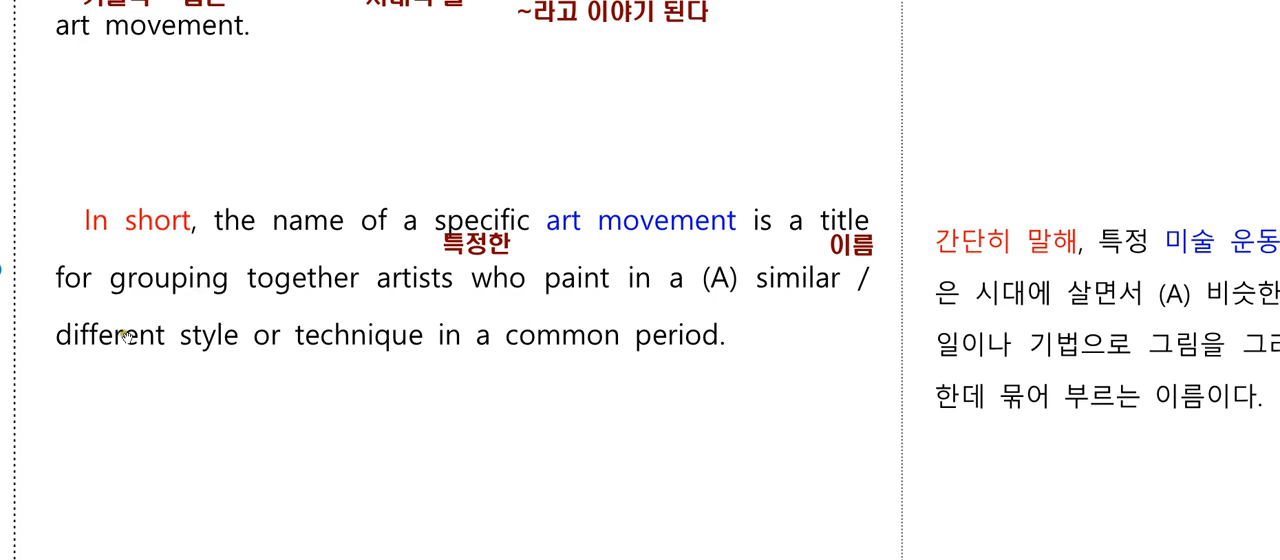 ~라고 이야기 된다
art movement.
In short, the name of a specific art movement is a title
특정한 이름
for grouping together artists who paint in a (A) similar /
different style or technique in a common period.
간단히 말해, 특정 미술 운동
은 시대에 살면서 (A) 비슷한
일이나 기법으로 그림을
한데 묶어 부르는 이름이다.